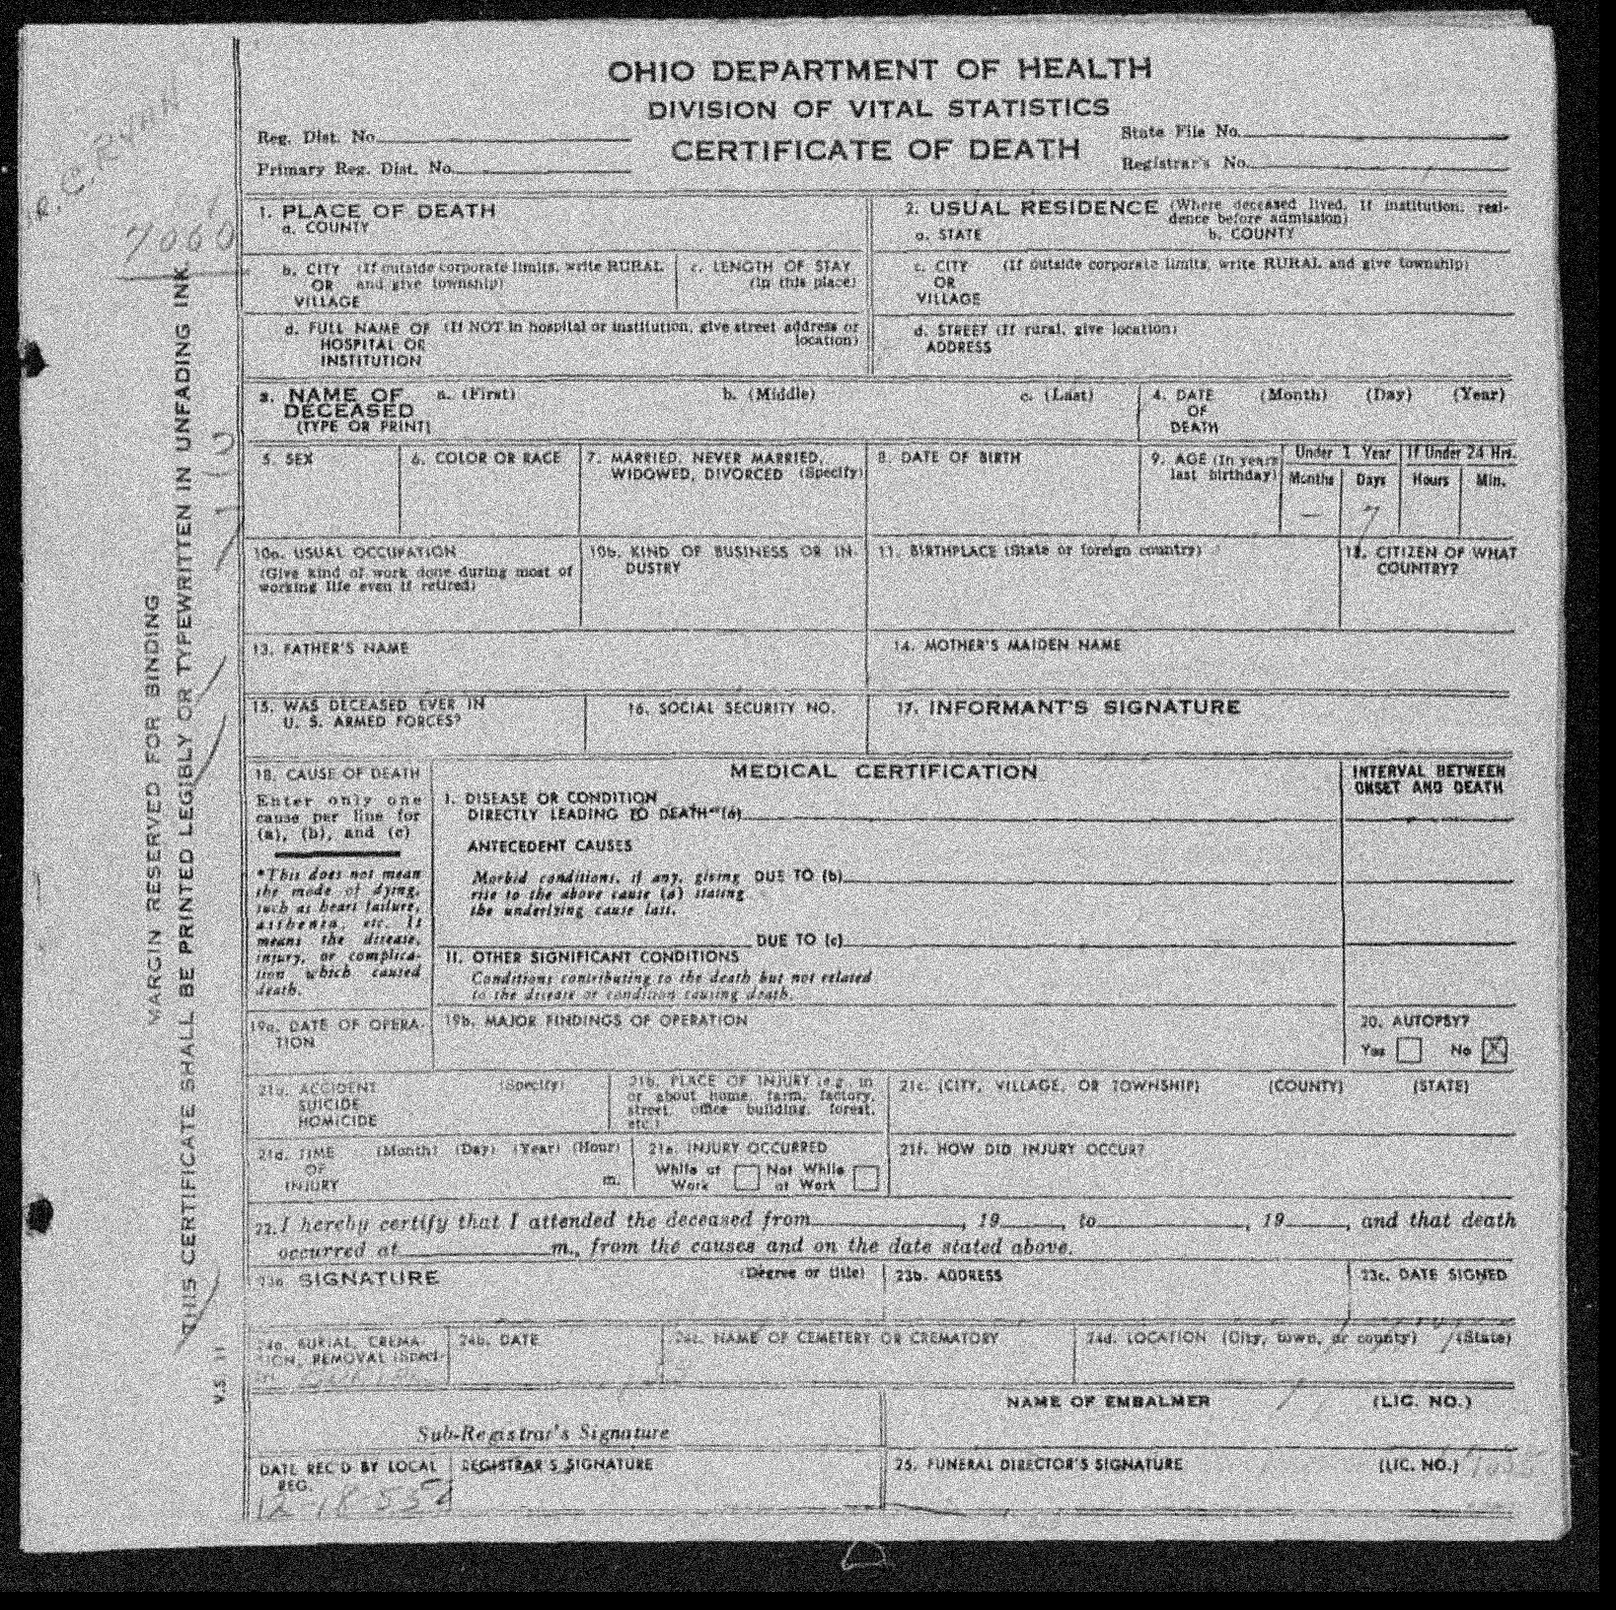 OHIO DEPARTMENT OF HEALTH
DIVISION OF VITAL STATISTICS
CERTIFICATE OF DEATH
Reg. Dist. No.
Primary Reg. Dist. No.
State File No.
Registrar's No.
1. PLACE OF DEATH
a. COUNTY
2. USUAL RESIDENCE (Where deceased lived. If institution, resi-
dence before admission)
a. STATE b. COUNTY
b. CITY (If outside corporate limits, write RURAL
OR and give township)
VILLAGE
c. LENGTH OF STAY
(in this place)
c. CITY (If outside corporate limits, write RURAL and give township)
OR
VILLAGE
d. FULL NAME OF (If NOT in hospital or institution, give street address or
HOSPITAL OR location)
INSTITUTION
d. STREET (If rural, give location)
ADDRESS
3. NAME OF a. (First) b. (Middle) c. (Last)
DECEASED
(TYPE OR PRINT)
4. DATE (Month) (Day) (Year)
OF
DEATH
5. SEX
6. COLOR OR RACE
7. MARRIED, NEVER MARRIED,
WIDOWED, DIVORCED (Specify)
8. DATE OF BIRTH
9. AGE (In years
last birthday)
Under 1 Year
Months Days
If Under 24 Hrs.
Hours Min.
— 7
10a. USUAL OCCUPATION
(Give kind of work done during most of
working life even if retired)
10b. KIND OF BUSINESS OR IN-
DUSTRY
11. BIRTHPLACE (State or foreign country)
12. CITIZEN OF WHAT
COUNTRY?
13. FATHER'S NAME
14. MOTHER'S MAIDEN NAME
15. WAS DECEASED EVER IN
U. S. ARMED FORCES?
16. SOCIAL SECURITY NO.
17. INFORMANT'S SIGNATURE
18. CAUSE OF DEATH
Enter only one
cause per line for
(a), (b), and (c)
*This does not mean
the mode of dying,
such as heart failure,
asthenia, etc. It
means the disease,
injury, or complica-
tion which caused
death.
MEDICAL CERTIFICATION
I. DISEASE OR CONDITION
DIRECTLY LEADING TO DEATH*(a)
ANTECEDENT CAUSES
Morbid conditions, if any, giving DUE TO (b)
rise to the above cause (a) stating
the underlying cause last.
DUE TO (c)
II. OTHER SIGNIFICANT CONDITIONS
Conditions contributing to the death but not related
to the disease or condition causing death.
INTERVAL BETWEEN
ONSET AND DEATH
19a. DATE OF OPERA-
TION
19b. MAJOR FINDINGS OF OPERATION
20. AUTOPSY?
Yes No X
21a. ACCIDENT (Specify)
SUICIDE
HOMICIDE
21b. PLACE OF INJURY (e.g., in
or about home, farm, factory,
street, office building, forest,
etc.)
21c. (CITY, VILLAGE, OR TOWNSHIP) (COUNTY) (STATE)
21d. TIME (Month) (Day) (Year) (Hour)
OF
INJURY m.
21e. INJURY OCCURRED
While at Not While
Work at Work
21f. HOW DID INJURY OCCUR?
22. I hereby certify that I attended the deceased from , 19 , to , 19 , and that death
occurred at m., from the causes and on the date stated above.
23a. SIGNATURE (Degree or title)
23b. ADDRESS
23c. DATE SIGNED
24a. BURIAL, CREMA-
TION, REMOVAL (Speci-
24b. DATE
24c. NAME OF CEMETERY OR CREMATORY
24d. LOCATION (City, town, or county) (State)
Sub-Registrar's Signature
NAME OF EMBALMER (LIC. NO.)
DATE REC'D BY LOCAL
REG.
REGISTRAR'S SIGNATURE
25. FUNERAL DIRECTOR'S SIGNATURE (LIC. NO.)
MARGIN RESERVED FOR BINDING
THIS CERTIFICATE SHALL BE PRINTED LEGIBLY OR TYPEWRITTEN IN UNFADING INK.
V.S. 11
R. C. RYAN
7060